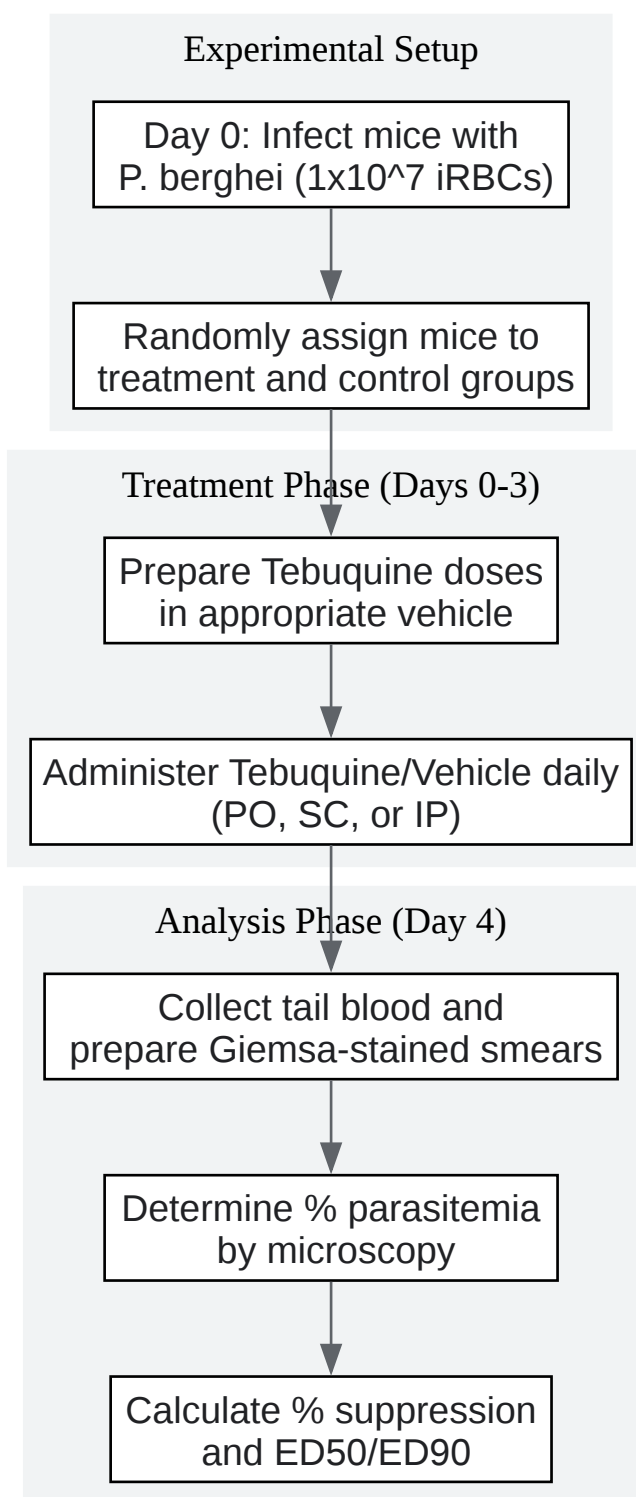 Experimental Setup
Day 0: Infect mice with
P. berghei (1x10^7 iRBCs)
Randomly assign mice to
treatment and control groups
Treatment Phase (Days 0-3)
Prepare Tebuquine doses
in appropriate vehicle
Administer Tebuquine/Vehicle daily
(PO, SC, or IP)
Analysis Phase (Day 4)
Collect tail blood and
prepare Giemsa-stained smears
Determine % parasitemia
by microscopy
Calculate % suppression
and ED50/ED90